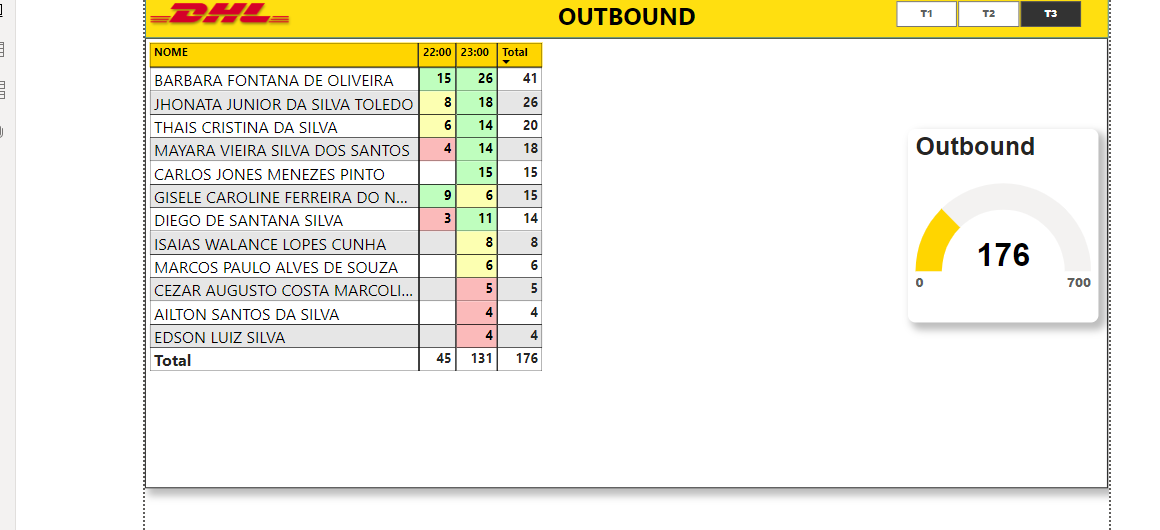 DHL OUTBOUND T1 T2 T3
NOME 22:00 23:00 Total
BARBARA FONTANA DE OLIVEIRA 15 26 41
JHONATA JUNIOR DA SILVA TOLEDO 8 18 26
THAIS CRISTINA DA SILVA 6 14 20
MAYARA VIEIRA SILVA DOS SANTOS 4 14 18
CARLOS JONES MENEZES PINTO 15 15
GISELE CAROLINE FERREIRA DO N... 9 6 15
DIEGO DE SANTANA SILVA 3 11 14
ISAIAS WALANCE LOPES CUNHA 8 8
MARCOS PAULO ALVES DE SOUZA 6 6
CEZAR AUGUSTO COSTA MARCOLI... 5 5
AILTON SANTOS DA SILVA 4 4
EDSON LUIZ SILVA 4 4
Total 45 131 176
Outbound
176
0 700